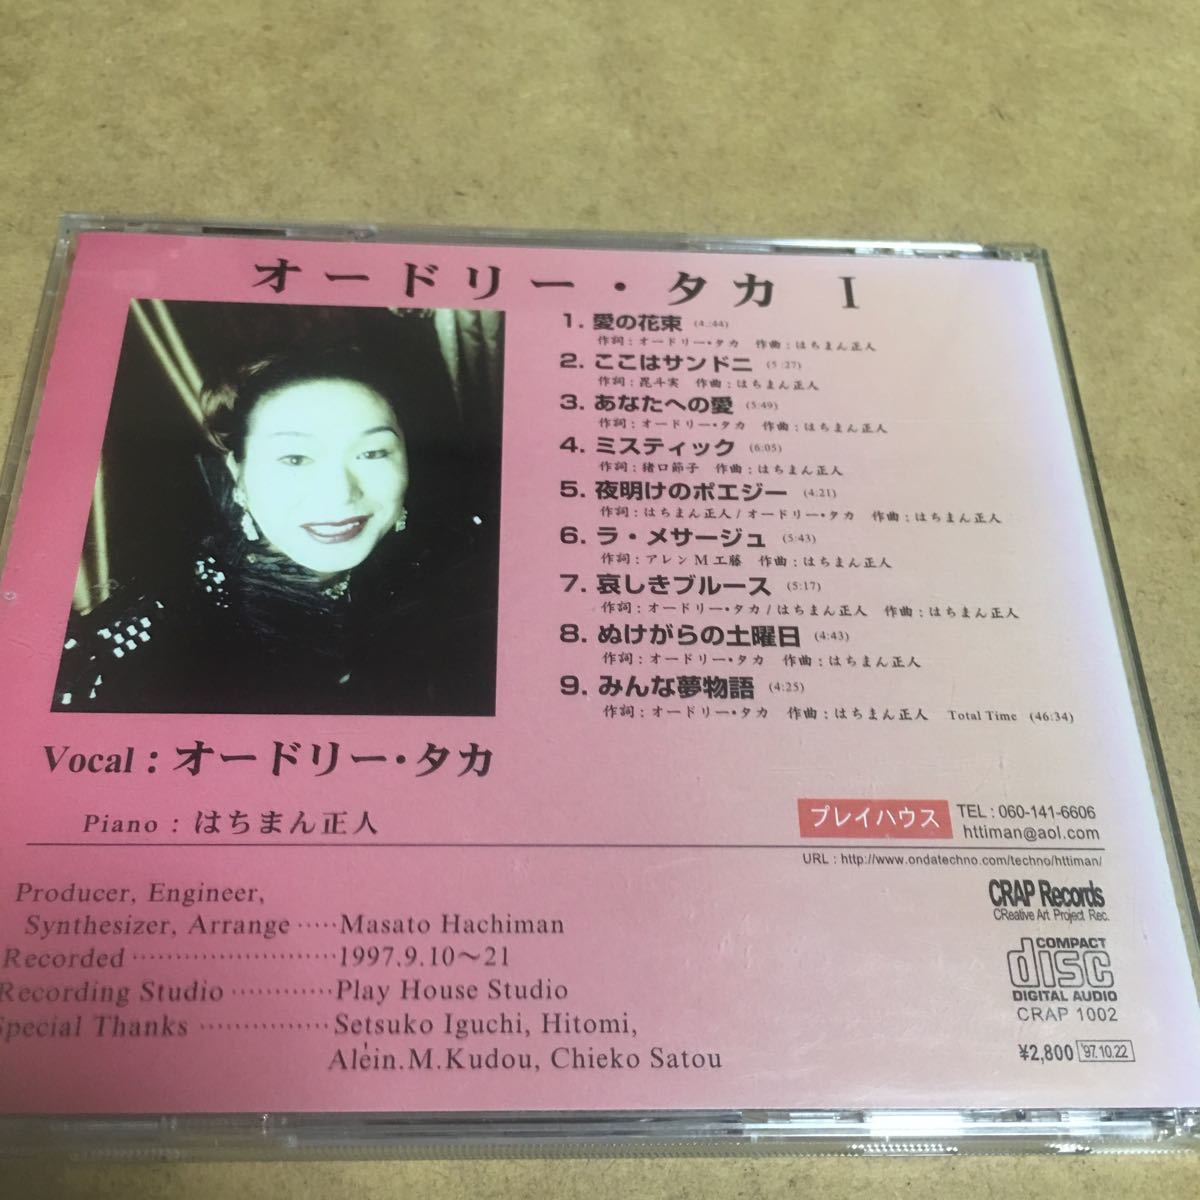 オードリー・タカ I
1. 愛の花束 (4:44)
作詞：オードリー・タカ 作曲：はちまん正人
2. ここはサンドニ (5:27)
作詞：昆斗実 作曲：はちまん正人
3. あなたへの愛 (5:49)
作詞：オードリー・タカ 作曲：はちまん正人
4. ミスティック (6:05)
作詞：猪口節子 作曲：はちまん正人
5. 夜明けのポエジー (4:21)
作詞：はちまん正人/オードリー・タカ 作曲：はちまん正人
6. ラ・メサージュ (5:43)
作詞：アレンM工藤 作曲：はちまん正人
7. 哀しきブルース (5:17)
作詞：オードリー・タカ/はちまん正人 作曲：はちまん正人
8. ぬけがらの土曜日 (4:43)
作詞：オードリー・タカ 作曲：はちまん正人
9. みんな夢物語 (4:25)
作詞：オードリー・タカ 作曲：はちまん正人 Total Time (46:34)
Vocal：オードリー・タカ
Piano：はちまん正人
プレイハウス TEL：060-141-6606
httiman@aol.com
URL：http://www.ondatechno.com/techno/httiman/
Producer, Engineer,
Synthesizer, Arrange ····· Masato Hachiman
Recorded ························ 1997.9.10〜21
Recording Studio ············ Play House Studio
Special Thanks ··············· Setsuko Iguchi, Hitomi,
Aléin.M.Kudou, Chieko Satou
CRAP Records
CReative Art Project Rec.
COMPACT
disc
DIGITAL AUDIO
CRAP 1002
¥2,800 '97.10.22